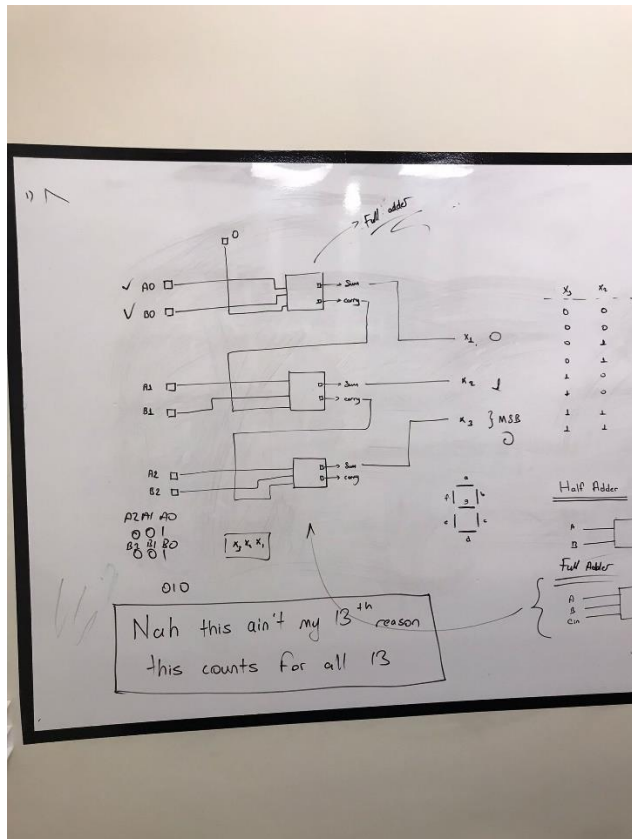 1)
0
Full adder
✓ A0
Sum
✓ B0
carry
x1 0
A1
Sum
x2 1
B1
carry
x3 } MSB
0
A2
Sum
B2
carry
A2 A1 A0
0 0 1
B2 B1 B0
0 0 1
x3 x2 x1
010
a
f b
g
e c
d
x3 x2
0 0
0 0
0 1
0 1
1 0
1 0
1 1
1 1
Half Adder
A
B
Full Adder
A
B
Cin
Nah this ain't my 13th reason
this counts for all 13